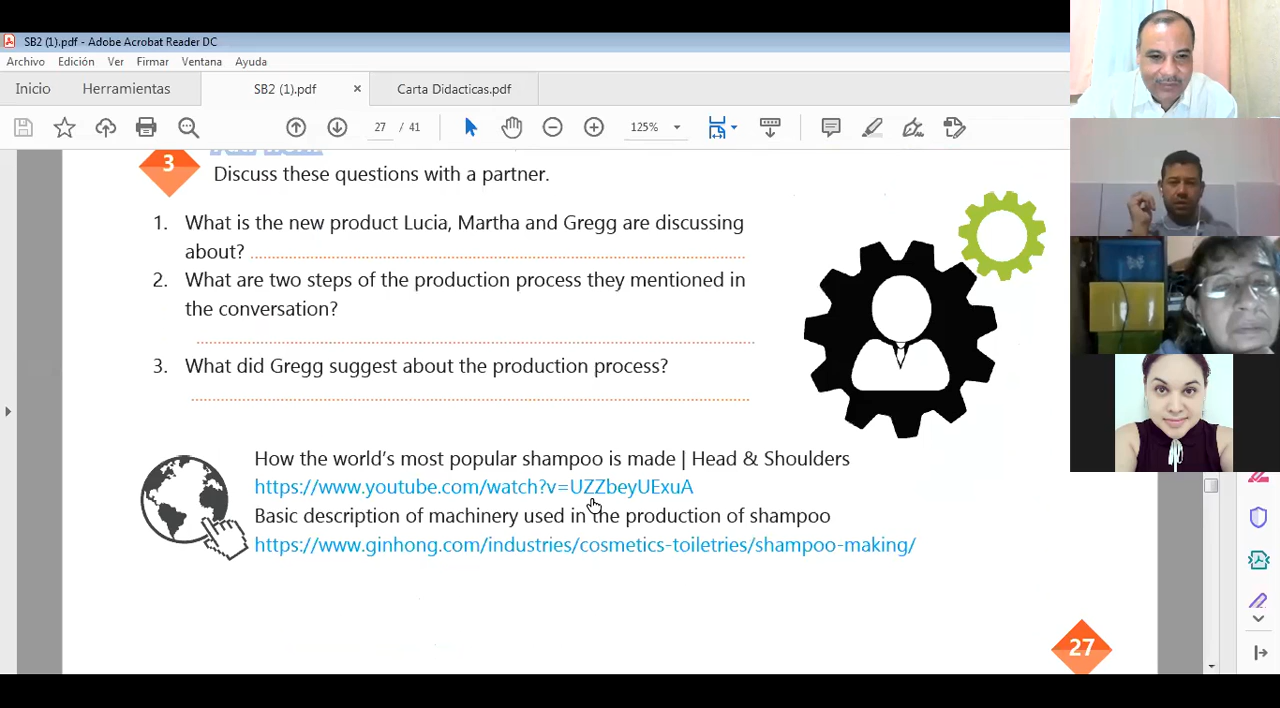 SB2 (1).pdf - Adobe Acrobat Reader DC
Archivo Edición Ver Firmar Ventana Ayuda
Inicio Herramientas SB2 (1).pdf × Carta Didacticas.pdf
27 / 41 125%
3
Discuss these questions with a partner.
1. What is the new product Lucia, Martha and Gregg are discussing
about?
2. What are two steps of the production process they mentioned in
the conversation?
3. What did Gregg suggest about the production process?
How the world's most popular shampoo is made | Head & Shoulders
https://www.youtube.com/watch?v=UZZbeyUExuA
Basic description of machinery used in the production of shampoo
https://www.ginhong.com/industries/cosmetics-toiletries/shampoo-making/
27